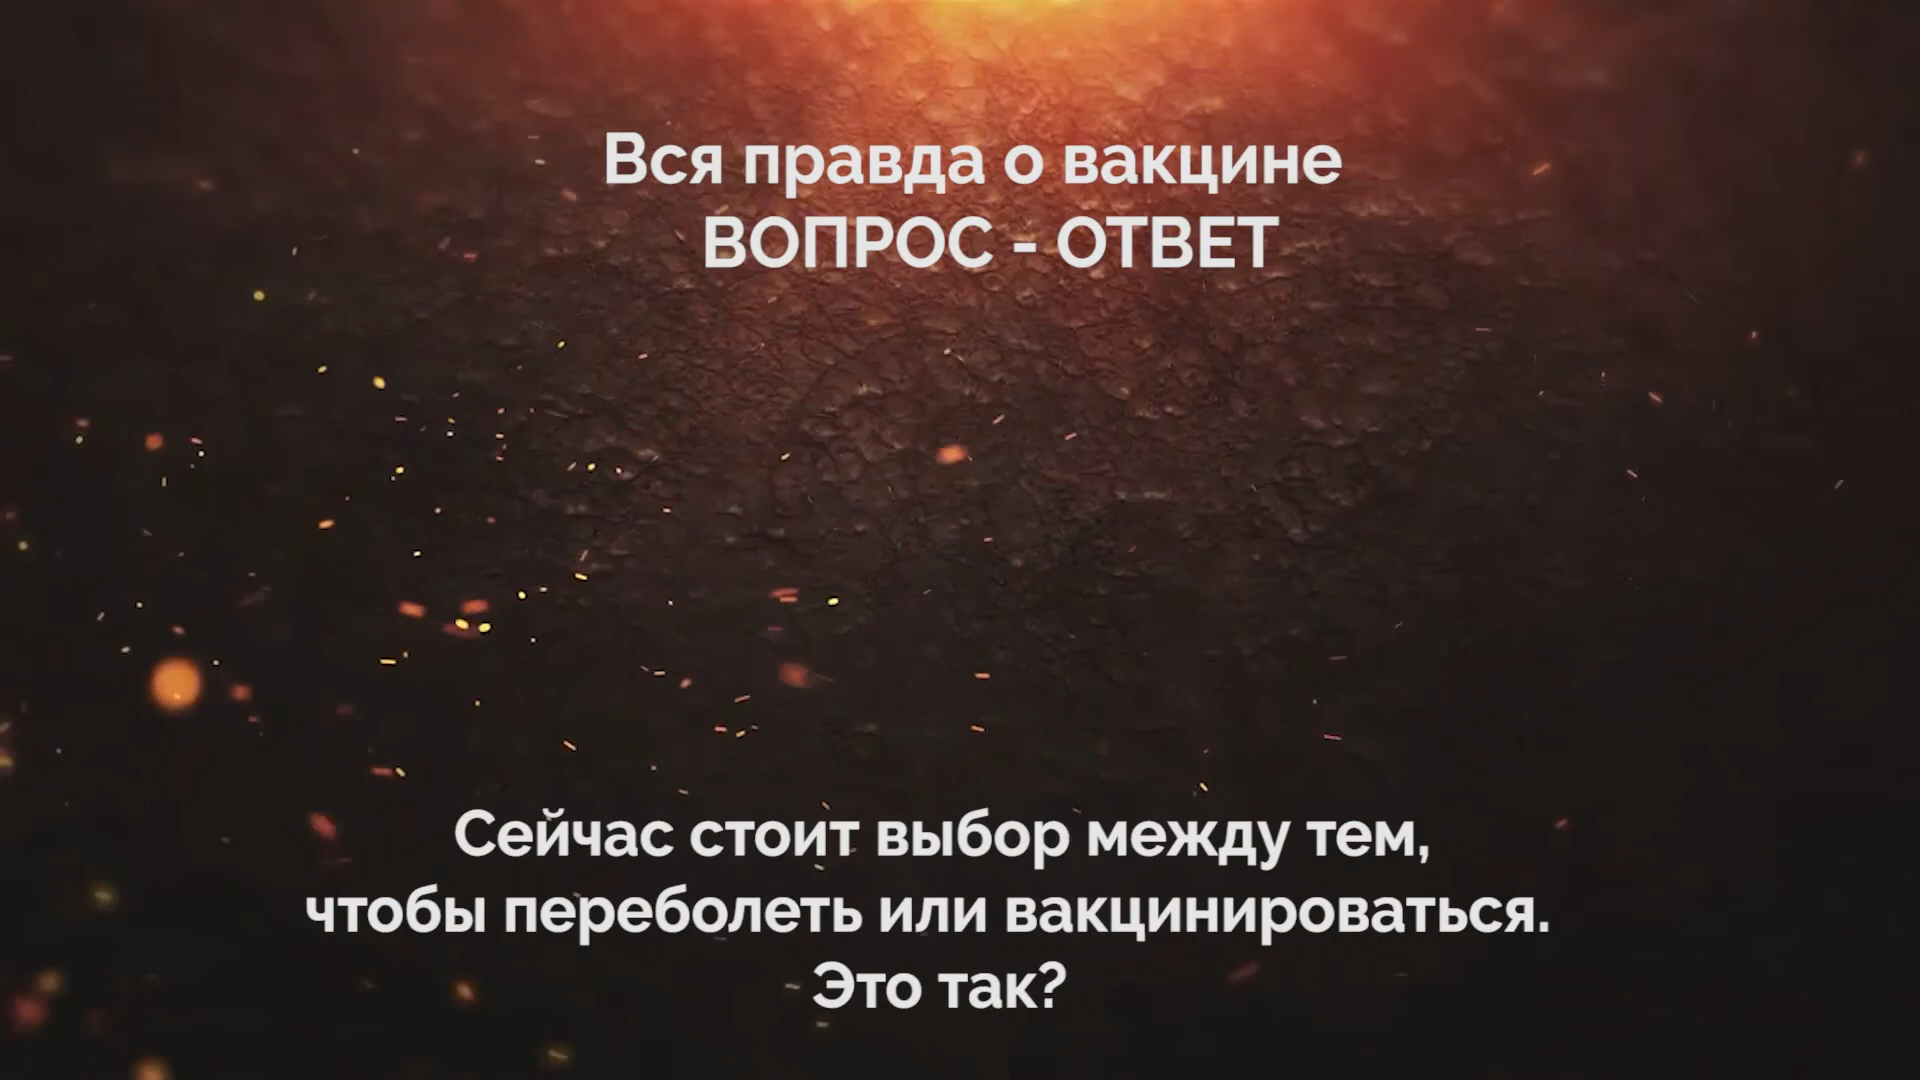 Вся правда о вакцине
ВОПРОС - ОТВЕТ
Сейчас стоит выбор между тем,
чтобы переболеть или вакцинироваться.
Это так?